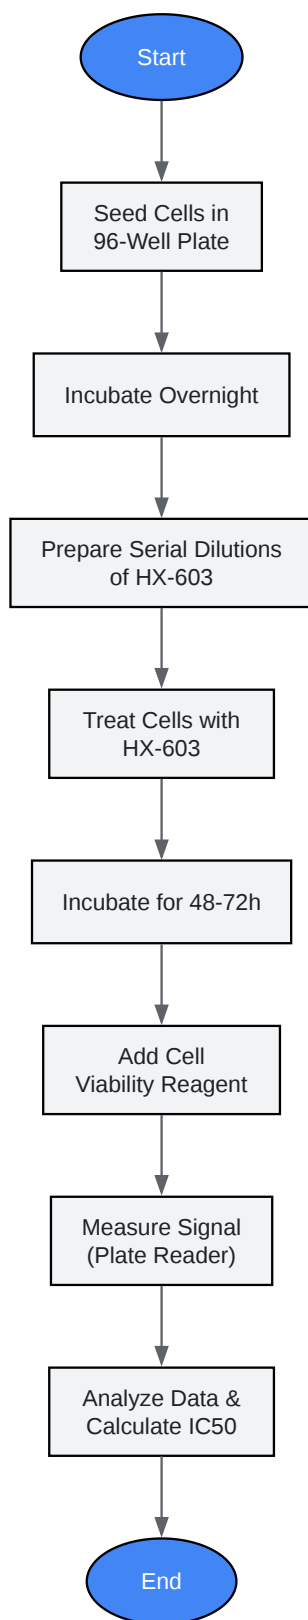 Start
Seed Cells in
96-Well Plate
Incubate Overnight
Prepare Serial Dilutions
of HX-603
Treat Cells with
HX-603
Incubate for 48-72h
Add Cell
Viability Reagent
Measure Signal
(Plate Reader)
Analyze Data &
Calculate IC50
End